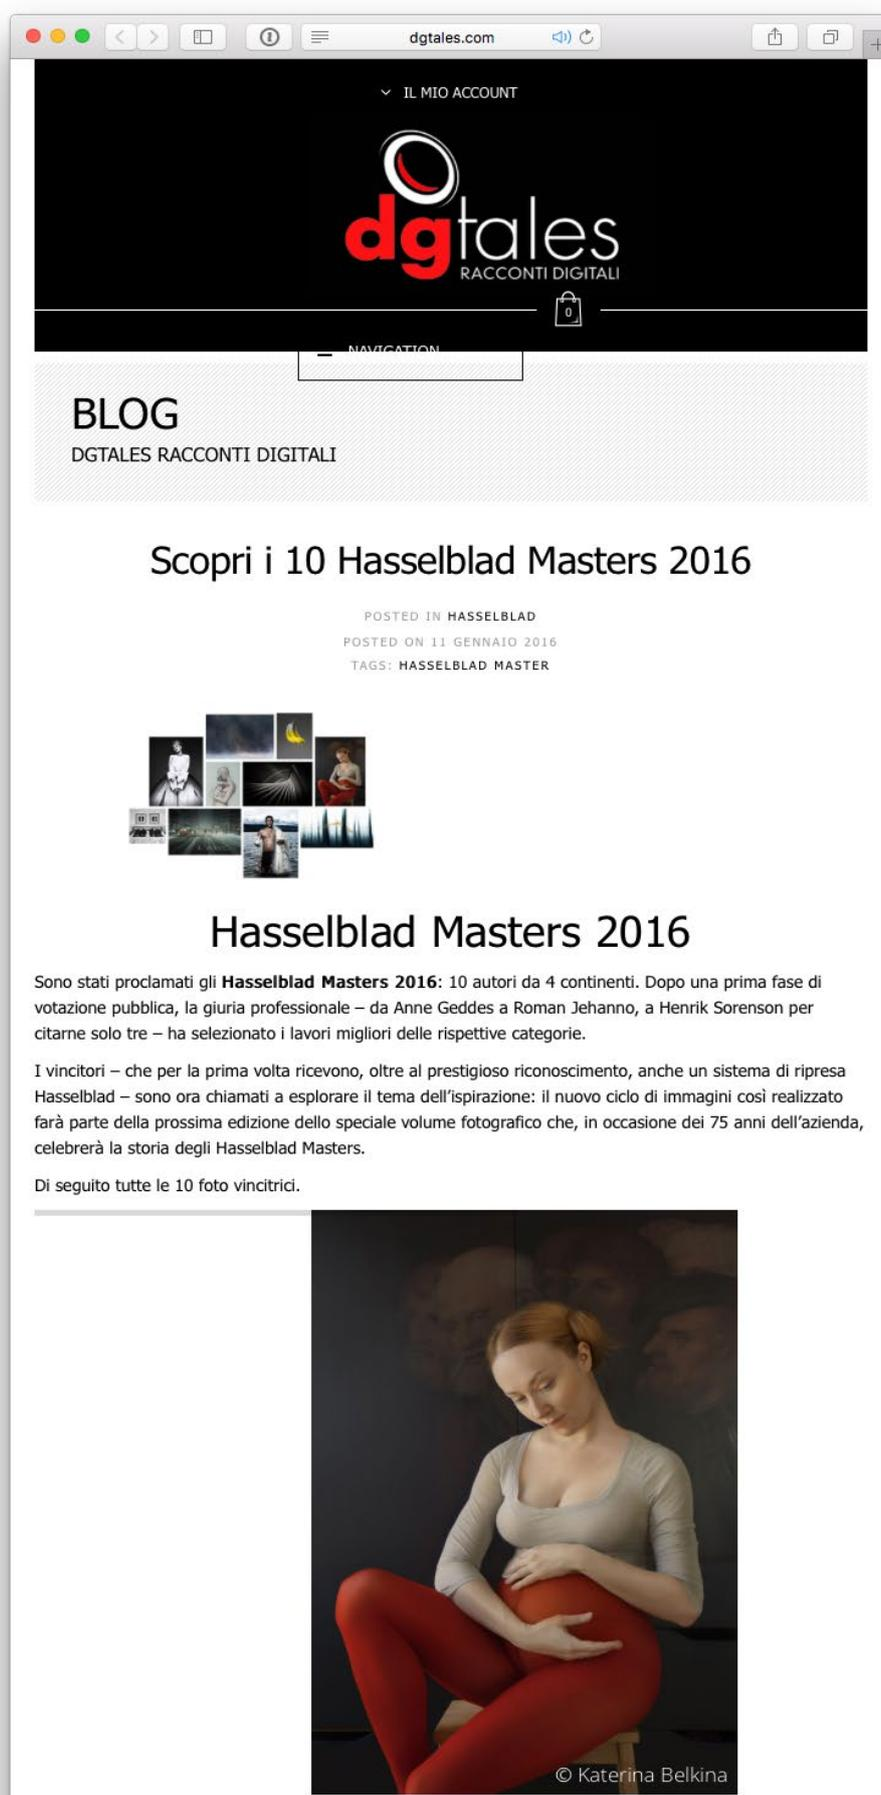 dgtales.com
IL MIO ACCOUNT
dgtales
RACCONTI DIGITALI
0
NAVIGATION
BLOG
DGTALES RACCONTI DIGITALI
Scopri i 10 Hasselblad Masters 2016
POSTED IN HASSELBLAD
POSTED ON 11 GENNAIO 2016
TAGS: HASSELBLAD MASTER
Hasselblad Masters 2016
Sono stati proclamati gli Hasselblad Masters 2016: 10 autori da 4 continenti. Dopo una prima fase di
votazione pubblica, la giuria professionale – da Anne Geddes a Roman Jehanno, a Henrik Sorenson per
citarne solo tre – ha selezionato i lavori migliori delle rispettive categorie.
I vincitori – che per la prima volta ricevono, oltre al prestigioso riconoscimento, anche un sistema di ripresa
Hasselblad – sono ora chiamati a esplorare il tema dell’ispirazione: il nuovo ciclo di immagini così realizzato
farà parte della prossima edizione dello speciale volume fotografico che, in occasione dei 75 anni dell’azienda,
celebrerà la storia degli Hasselblad Masters.
Di seguito tutte le 10 foto vincitrici.
© Katerina Belkina